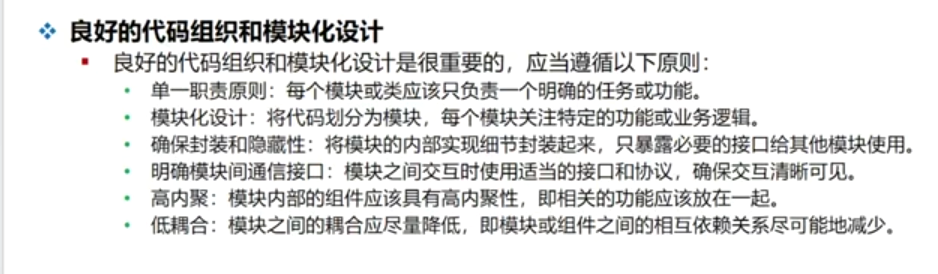 良好的代码组织和模块化设计
良好的代码组织和模块化设计是很重要的，应当遵循以下原则：
单一职责原则：每个模块或类应该只负责一个明确的任务或功能。
模块化设计：将代码划分为模块，每个模块关注特定的功能或业务逻辑。
确保封装和隐藏性：将模块的内部实现细节封装起来，只暴露必要的接口给其他模块使用。
明确模块间通信接口：模块之间交互时使用适当的接口和协议，确保交互清晰可见。
高内聚：模块内部的组件应该具有高内聚性，即相关的功能应该放在一起。
低耦合：模块之间的耦合应尽量降低，即模块或组件之间的相互依赖关系尽可能地减少。